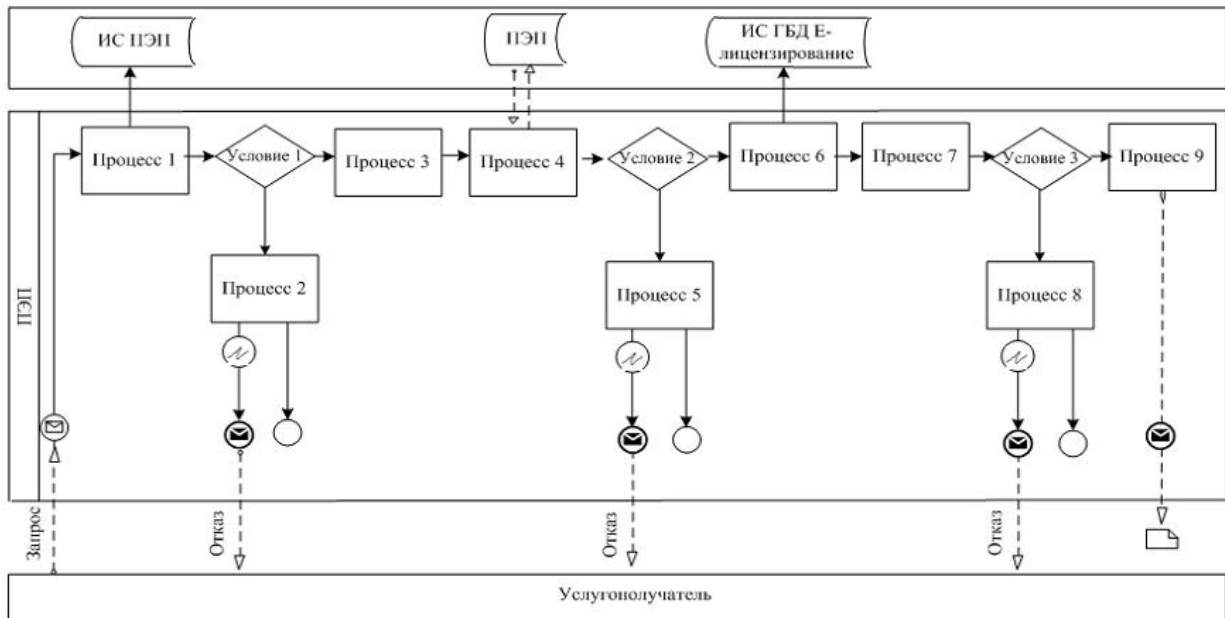 ИС ПЭП
ПЭП
ИС ГБД Е-
лицензирование
Процесс 1
Условие 1
Процесс 3
Процесс 4
Условие 2
Процесс 6
Процесс 7
Условие 3
Процесс 9
Процесс 2
Процесс 5
Процесс 8
ПЭП
Запрос
Отказ
Отказ
Отказ
Услугополучатель